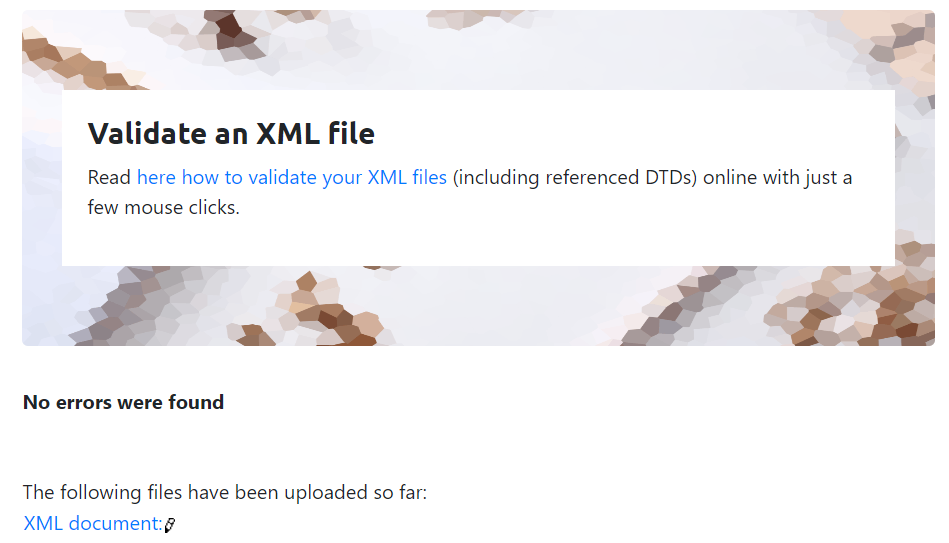 Validate an XML file
Read here how to validate your XML files (including referenced DTDs) online with just a
few mouse clicks.
No errors were found
The following files have been uploaded so far:
XML document: